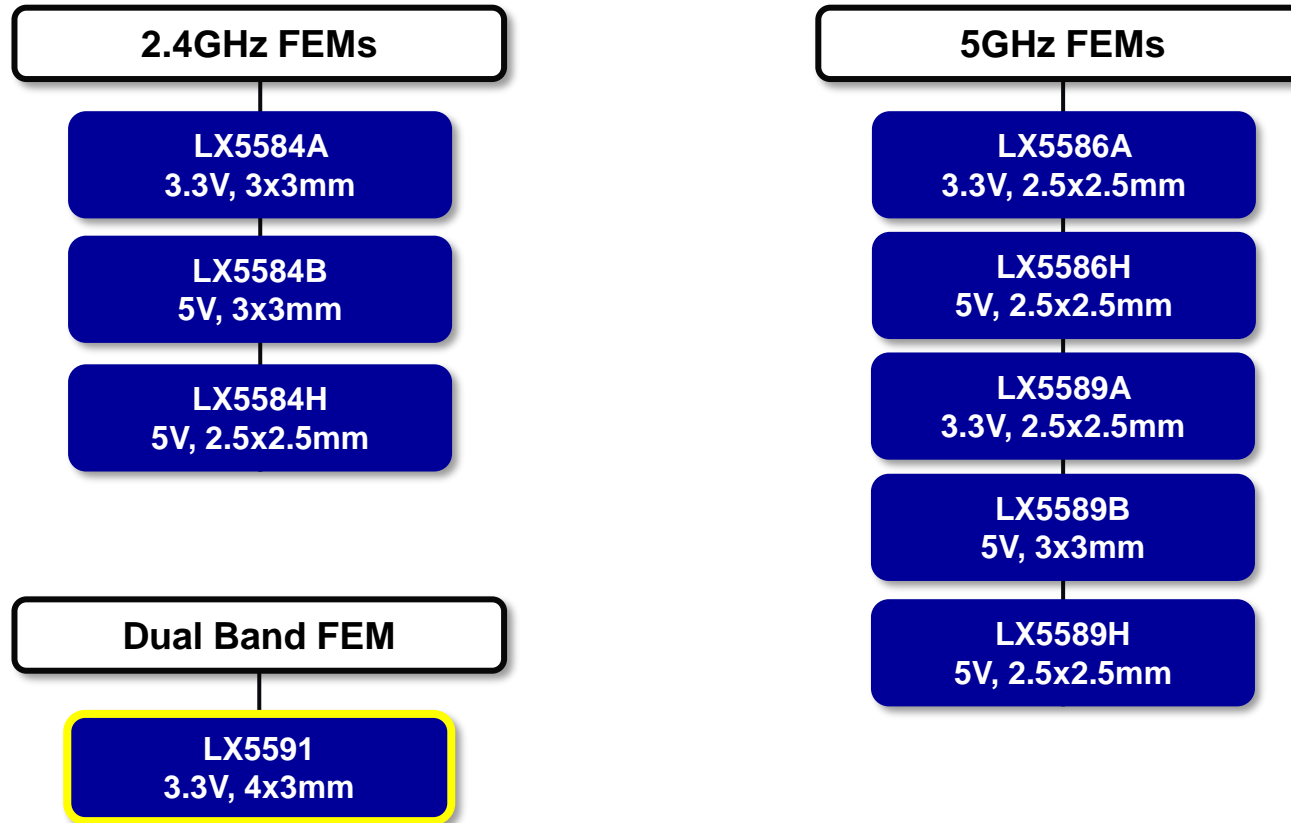 2.4GHz FEMs
LX5584A
3.3V, 3x3mm
LX5584B
5V, 3x3mm
LX5584H
5V, 2.5x2.5mm
Dual Band FEM
LX5591
3.3V, 4x3mm
5GHz FEMs
LX5586A
3.3V, 2.5x2.5mm
LX5586H
5V, 2.5x2.5mm
LX5589A
3.3V, 2.5x2.5mm
LX5589B
5V, 3x3mm
LX5589H
5V, 2.5x2.5mm